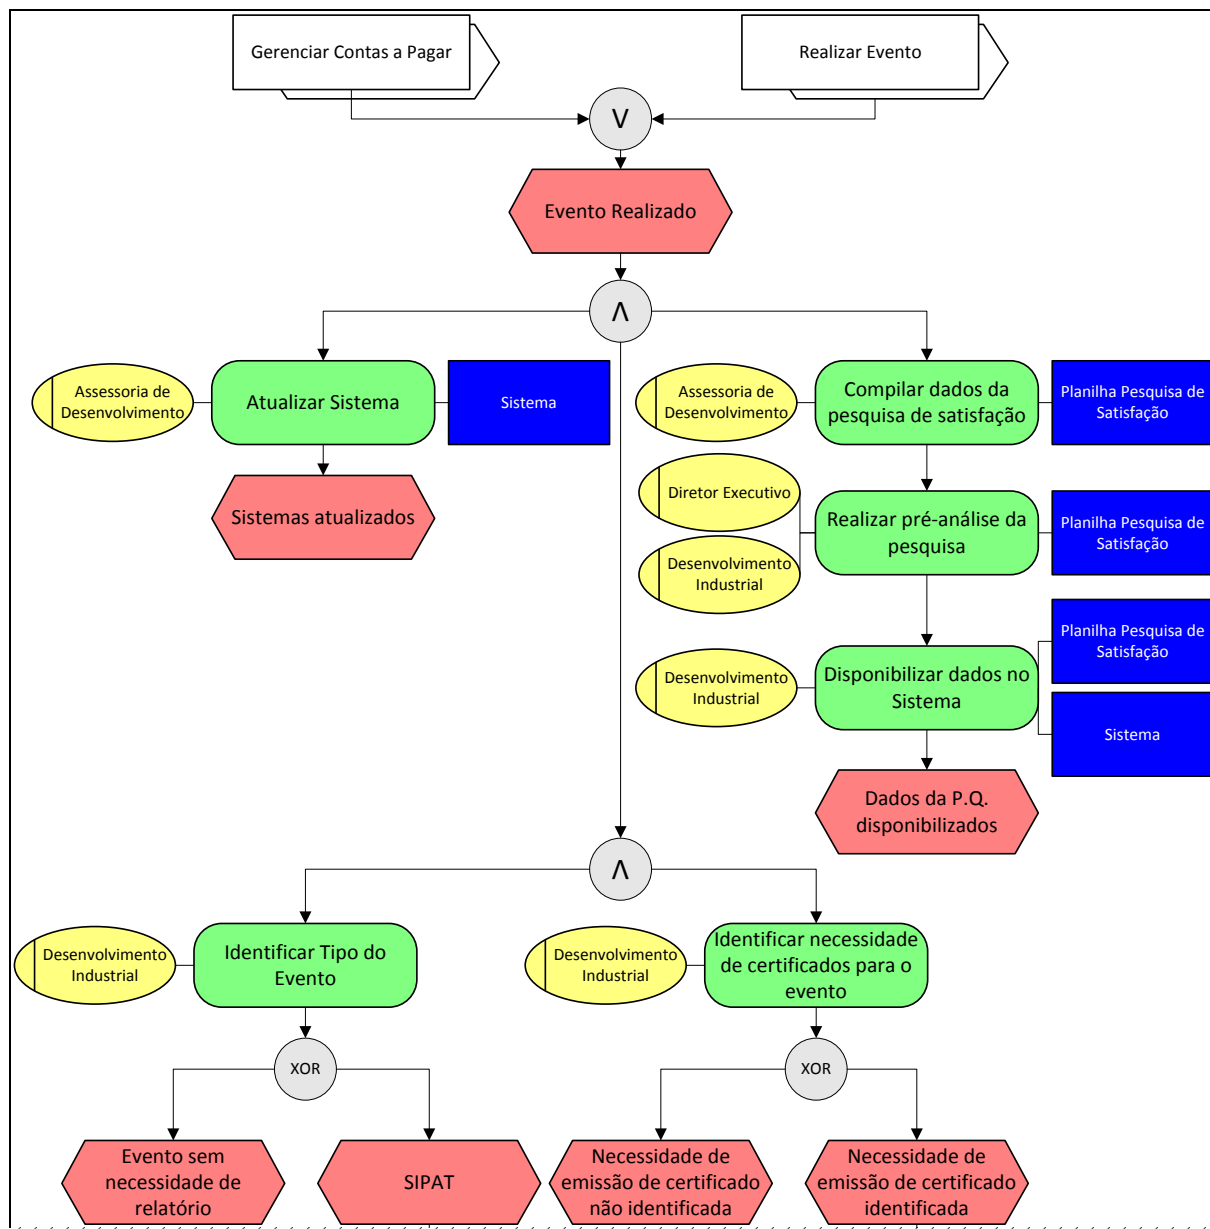 Gerenciar Contas a Pagar
Realizar Evento
V
Evento Realizado
Λ
Assessoria de
Desenvolvimento
Atualizar Sistema
Sistema
Sistemas atualizados
Assessoria de
Desenvolvimento
Compilar dados da
pesquisa de satisfação
Planilha Pesquisa de
Satisfação
Diretor Executivo
Desenvolvimento
Industrial
Realizar pré-análise da
pesquisa
Planilha Pesquisa de
Satisfação
Desenvolvimento
Industrial
Disponibilizar dados no
Sistema
Planilha Pesquisa de
Satisfação
Sistema
Dados da P.Q.
disponibilizados
Λ
Desenvolvimento
Industrial
Identificar Tipo do
Evento
Desenvolvimento
Industrial
Identificar necessidade
de certificados para o
evento
XOR
XOR
Evento sem
necessidade de
relatório
SIPAT
Necessidade de
emissão de certificado
não identificada
Necessidade de
emissão de certificado
identificada